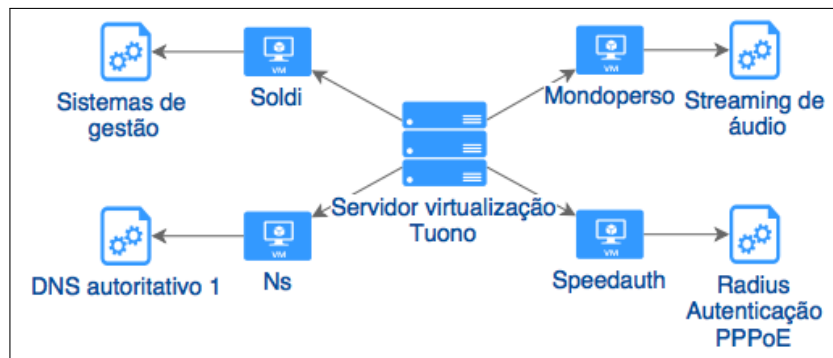 VM
VM
Sistemas de
gestão
Soldi
Mondoperso
Streaming de
áudio
Servidor virtualização
Tuono
VM
VM
DNS autoritativo 1
Ns
Speedauth
Radius
Autenticação
PPPoE